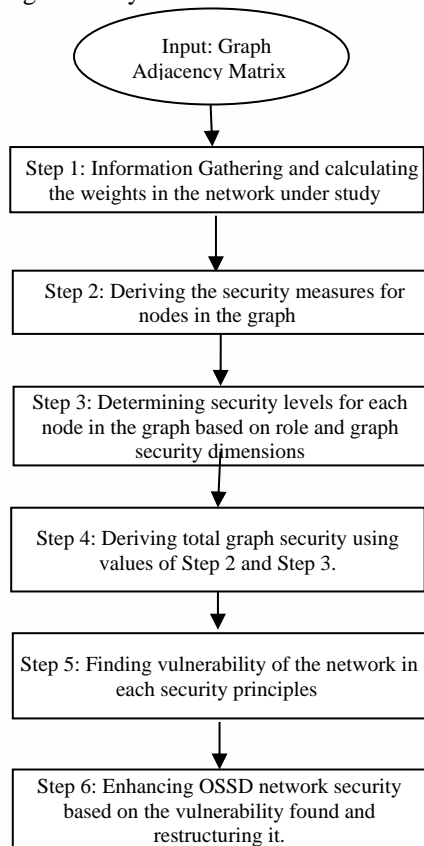 Input: Graph
Adjacency Matrix
Step 1: Information Gathering and calculating
the weights in the network under study
Step 2: Deriving the security measures for
nodes in the graph
Step 3: Determining security levels for each
node in the graph based on role and graph
security dimensions
Step 4: Deriving total graph security using
values of Step 2 and Step 3.
Step 5: Finding vulnerability of the network in
each security principles
Step 6: Enhancing OSSD network security
based on the vulnerability found and
restructuring it.